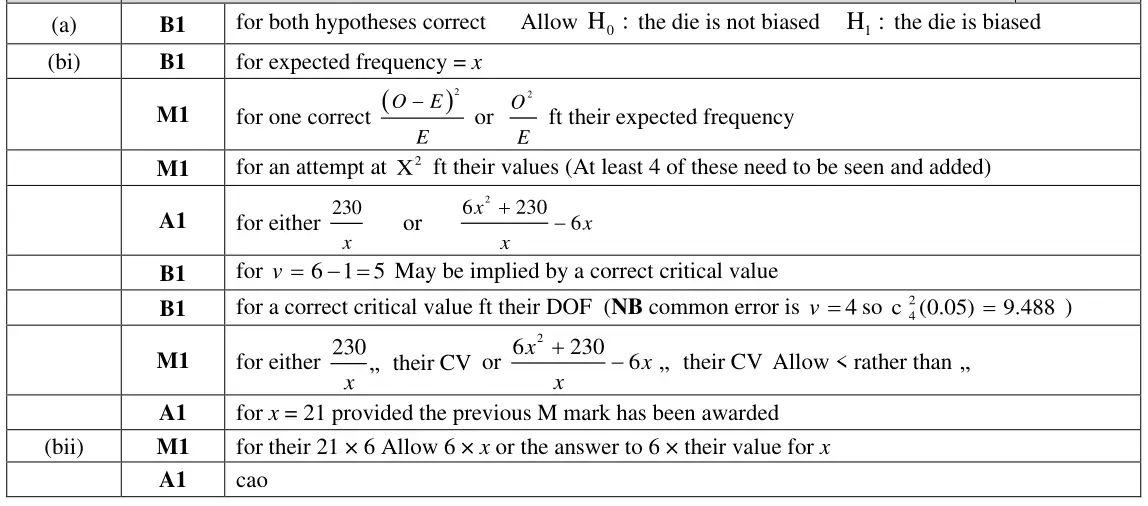 (a) B1 for both hypotheses correct Allow H₀ : the die is not biased H₁ : the die is biased
(bi) B1 for expected frequency = x
M1 for one correct (O − E)²/E or O²/E ft their expected frequency
M1 for an attempt at X² ft their values (At least 4 of these need to be seen and added)
A1 for either 230/x or (6x² + 230)/x − 6x
B1 for v = 6 − 1 = 5 May be implied by a correct critical value
B1 for a correct critical value ft their DOF (NB common error is v = 4 so c ²₄(0.05) = 9.488 )
M1 for either 230/x „ their CV or (6x² + 230)/x − 6x „ their CV Allow < rather than „
A1 for x = 21 provided the previous M mark has been awarded
(bii) M1 for their 21 × 6 Allow 6 × x or the answer to 6 × their value for x
A1 cao